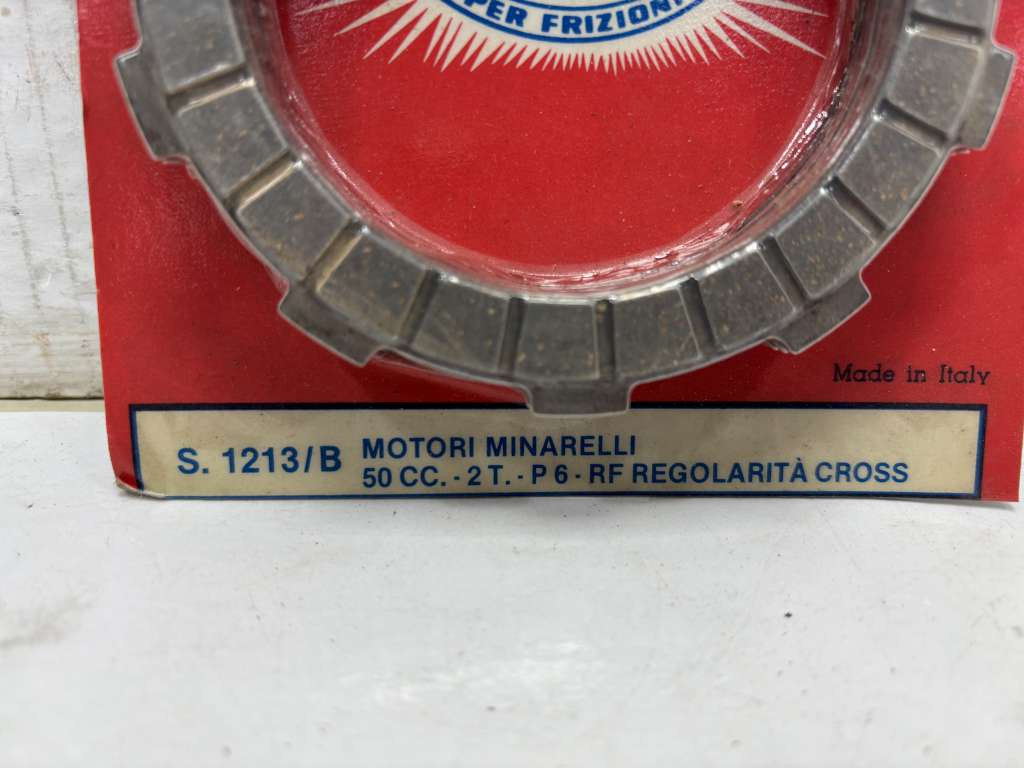 PER FRIZIONI
Made in Italy
S. 1213/B
MOTORI MINARELLI
50 CC. - 2 T. - P 6 - RF REGOLARITÀ CROSS